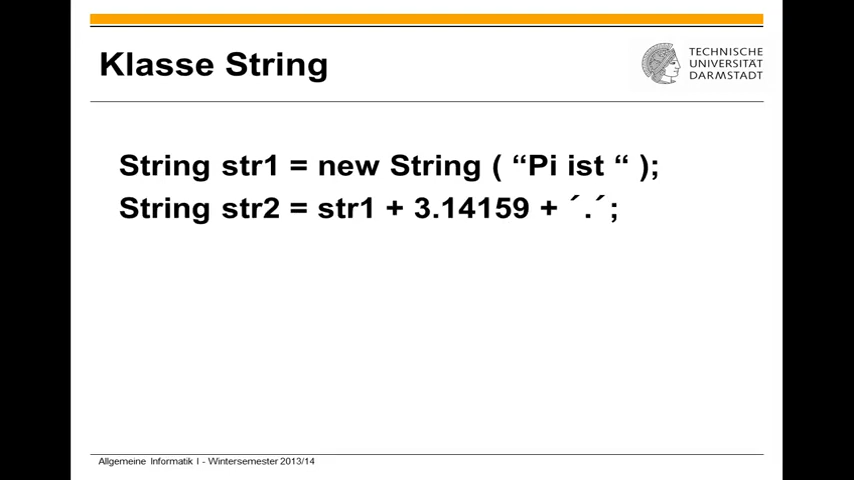 Klasse String
TECHNISCHE
UNIVERSITÄT
DARMSTADT
String str1 = new String ( “Pi ist “ );
String str2 = str1 + 3.14159 + ´.´;
Allgemeine Informatik I - Wintersemester 2013/14